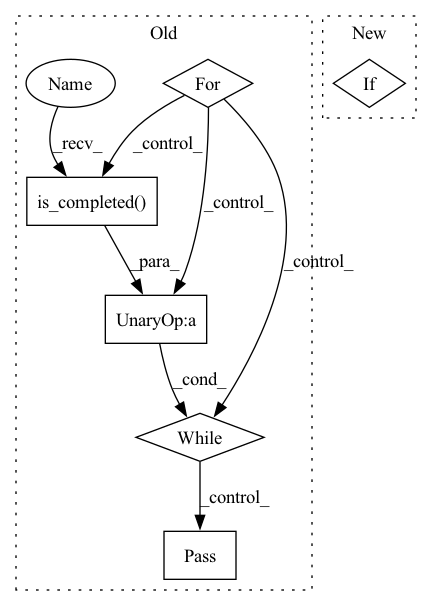 Old
New
Name
For
If
_recv_
_control_
is_completed()
_control_
_para_
_control_
UnaryOp:a
_cond_
While
_control_
Pass